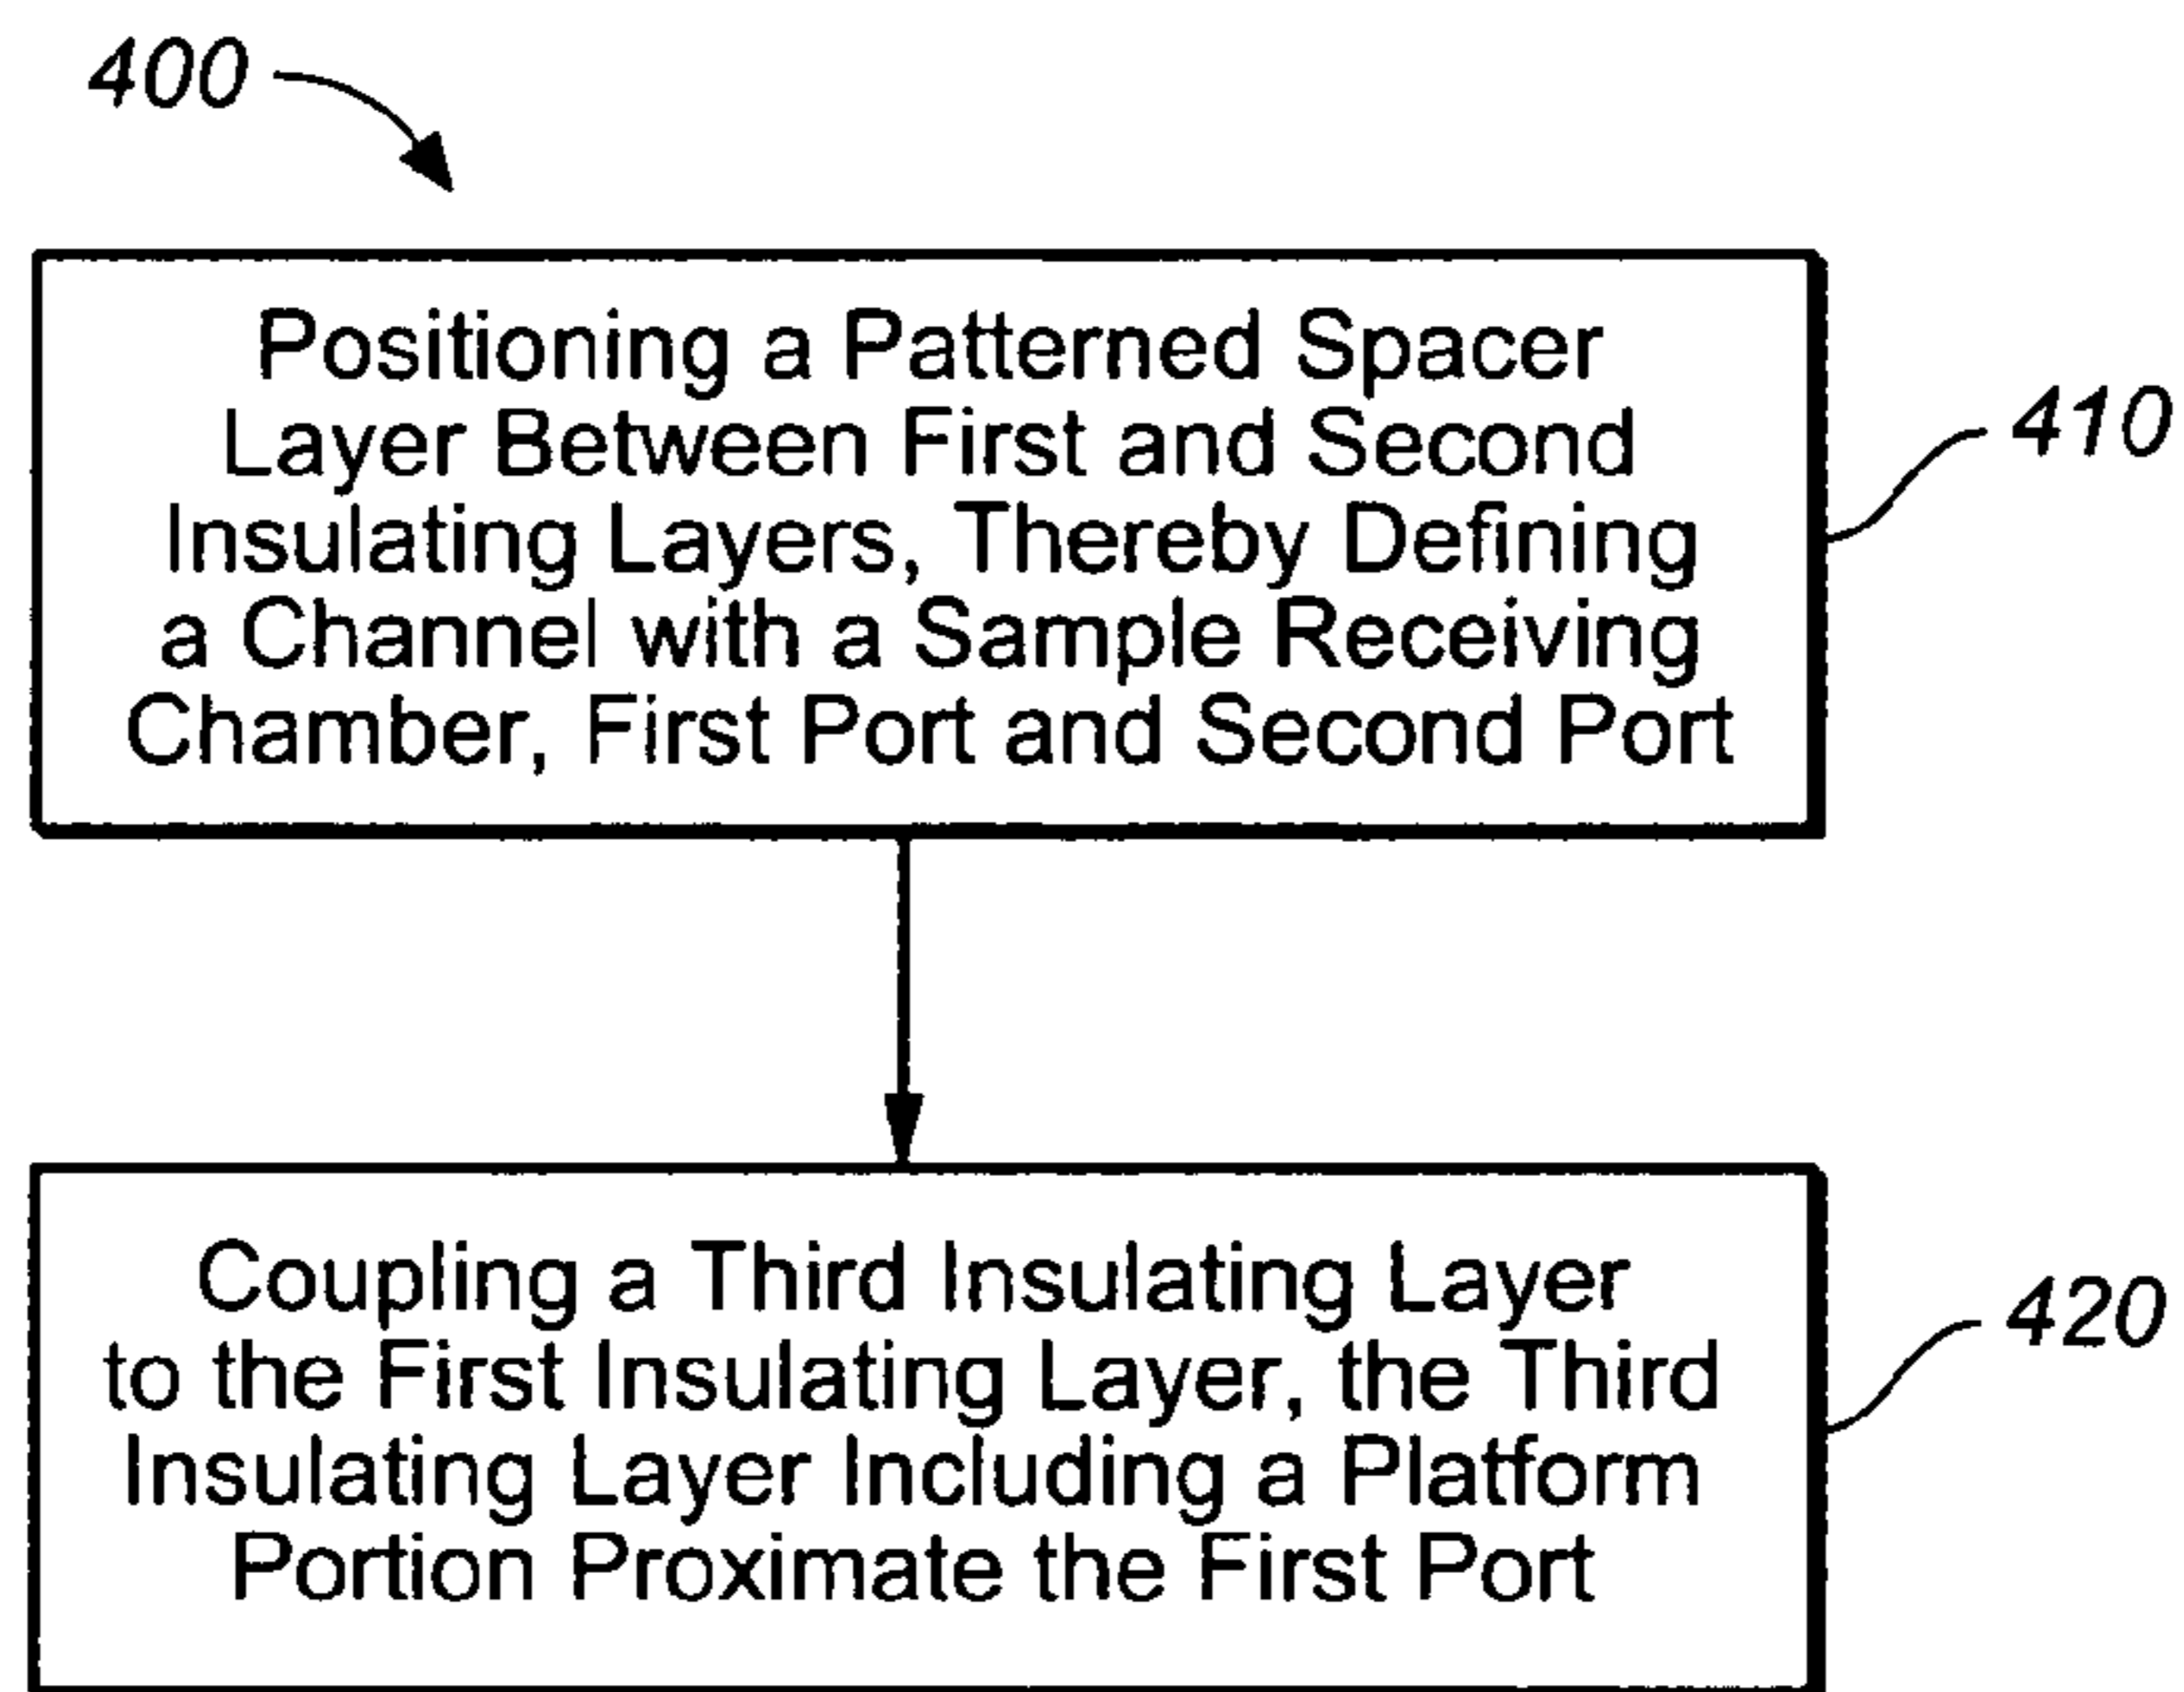 400
Positioning a Patterned Spacer
Layer Between First and Second
Insulating Layers, Thereby Defining
a Channel with a Sample Receiving
Chamber, First Port and Second Port
410
Coupling a Third Insulating Layer
to the First Insulating Layer, the Third
Insulating Layer Including a Platform
Portion Proximate the First Port
420